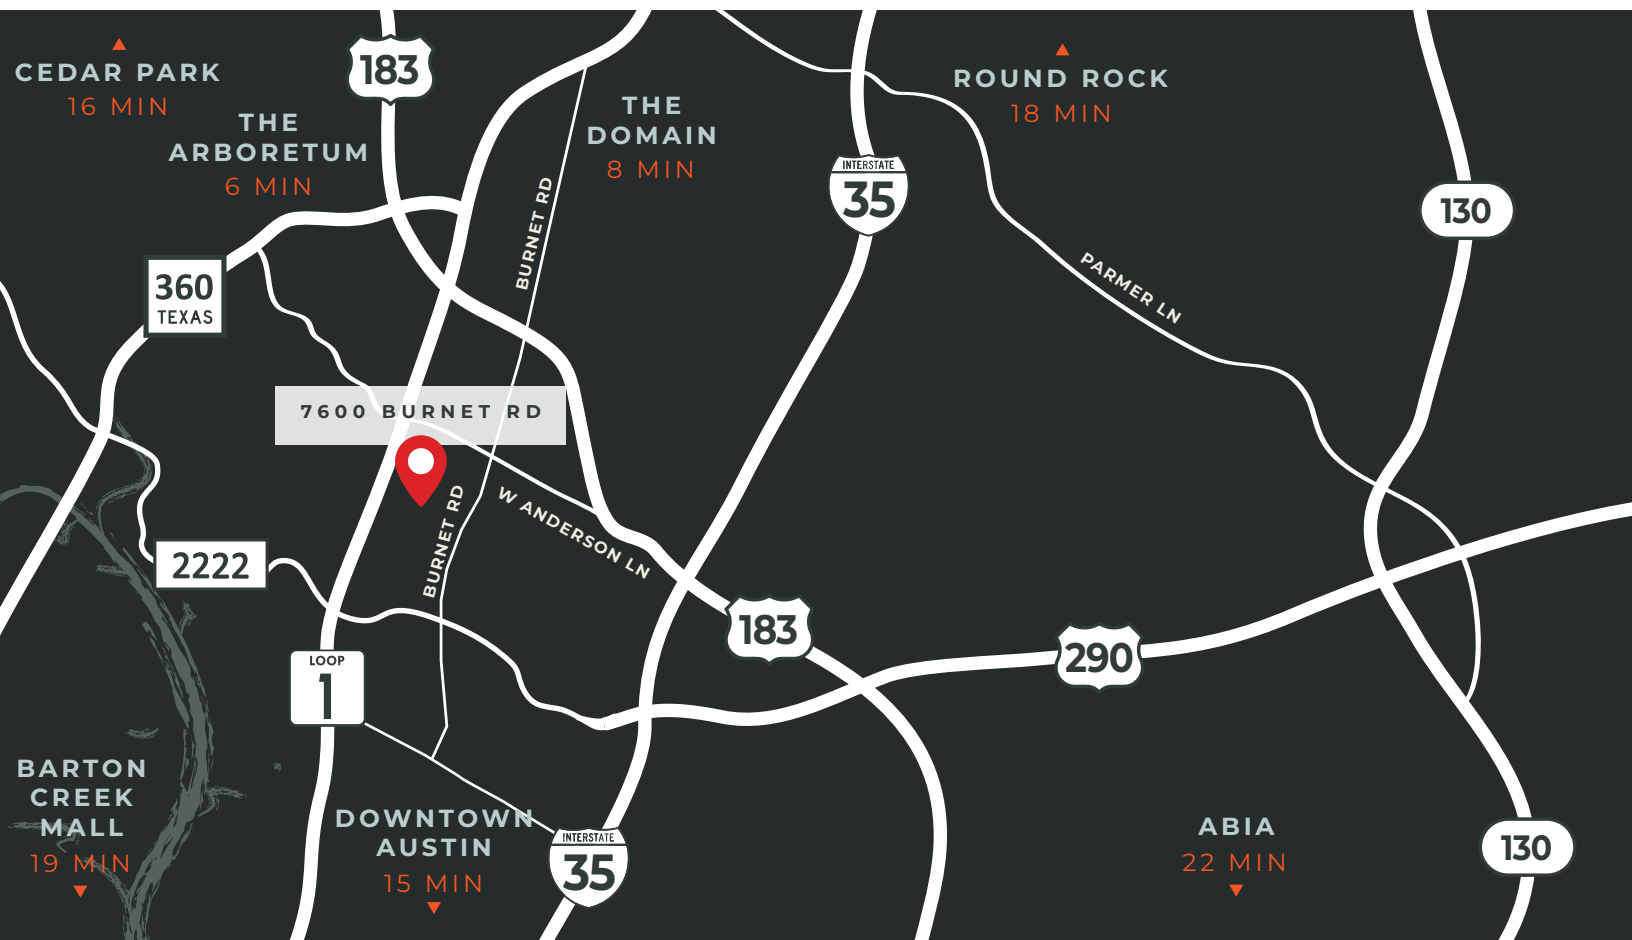 CEDAR PARK
16 MIN
183
THE
ARBORETUM
6 MIN
THE
DOMAIN
8 MIN
BURNET RD
ROUND ROCK
18 MIN
INTERSTATE
35
130
PARMER LN
360
TEXAS
7600 BURNET RD
BURNET RD
W ANDERSON LN
2222
183
290
LOOP
1
BARTON
CREEK
MALL
19 MIN
DOWNTOWN
AUSTIN
15 MIN
INTERSTATE
35
ABIA
22 MIN
130